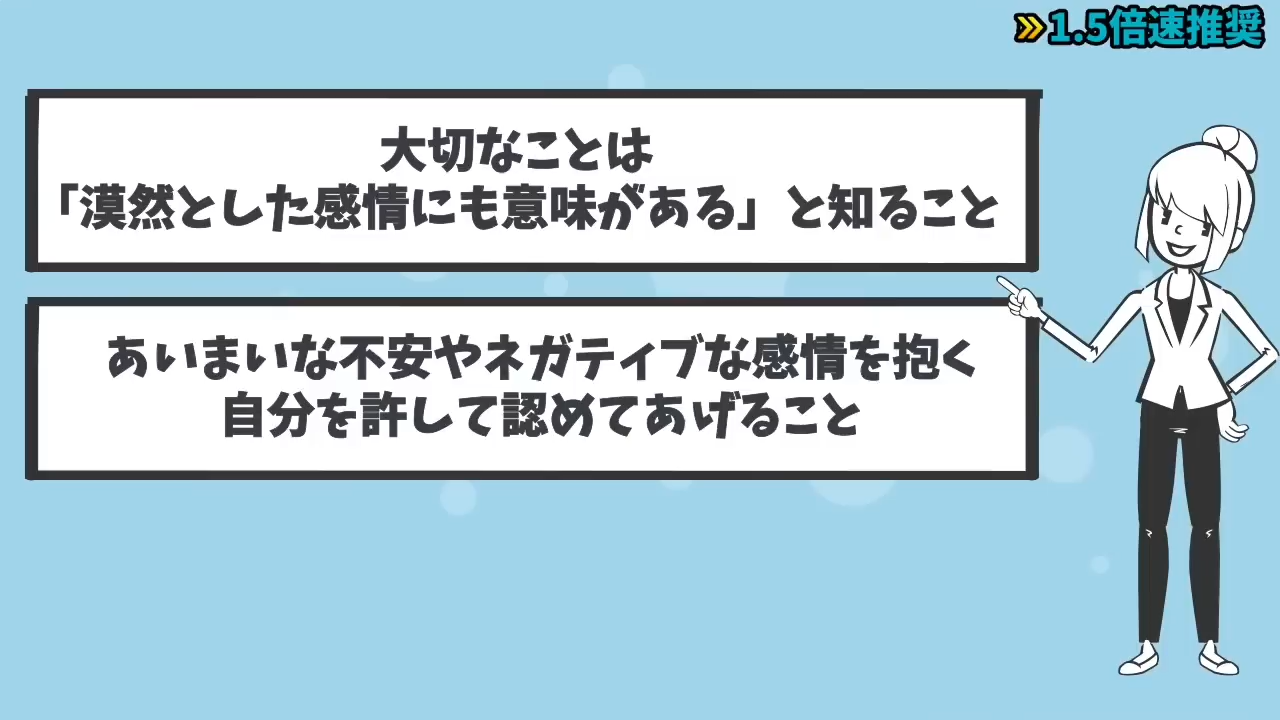 »1.5倍速推奨
大切なことは
「漠然とした感情にも意味がある」と知ること
あいまいな不安やネガティブな感情を抱く
自分を許して認めてあげること